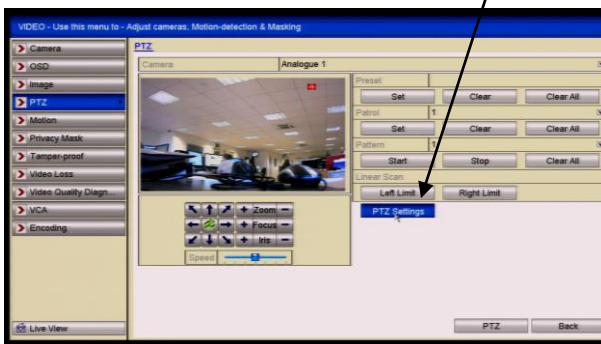 VIDEO - Use this menu to - Adjust cameras, Motion-detection & Masking
Camera
OSD
Image
PTZ
Motion
Privacy Mask
Tamper-proof
Video Loss
Video Quality Diagn...
VCA
Encoding
Live View
PTZ
Camera Analogue 1
Preset
Set Clear Clear All
Patrol 1
Set Clear Clear All
Pattern 1
Start Stop Clear All
Linear Scan
Left Limit Right Limit
PTZ Settings
+ Zoom -
+ Focus -
+ Iris -
Speed
PTZ Back